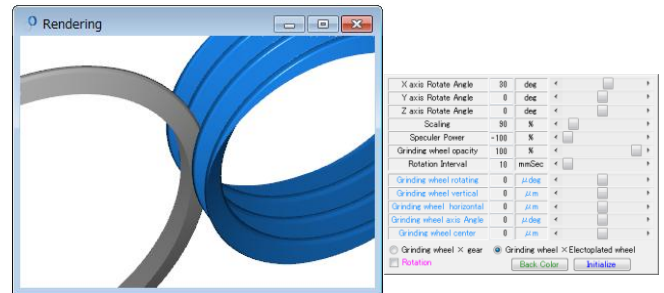 Rendering
X axis Rotate Angle 30 deg
Y axis Rotate Angle 0 deg
Z axis Rotate Angle 0 deg
Scaling 90 %
Speculer Power -100 %
Grinding wheel opacity 100 %
Rotation Interval 10 mmSec
Grinding wheel rotating 0 μdeg
Grinding wheel vertical 0 μm
Grinding wheel horizontal 0 μm
Grinding wheel axis Angle 0 μdeg
Grinding wheel center 0 μm
Grinding wheel × gear Grinding wheel ×Electoplated wheel
Rotation Back Color Initialize